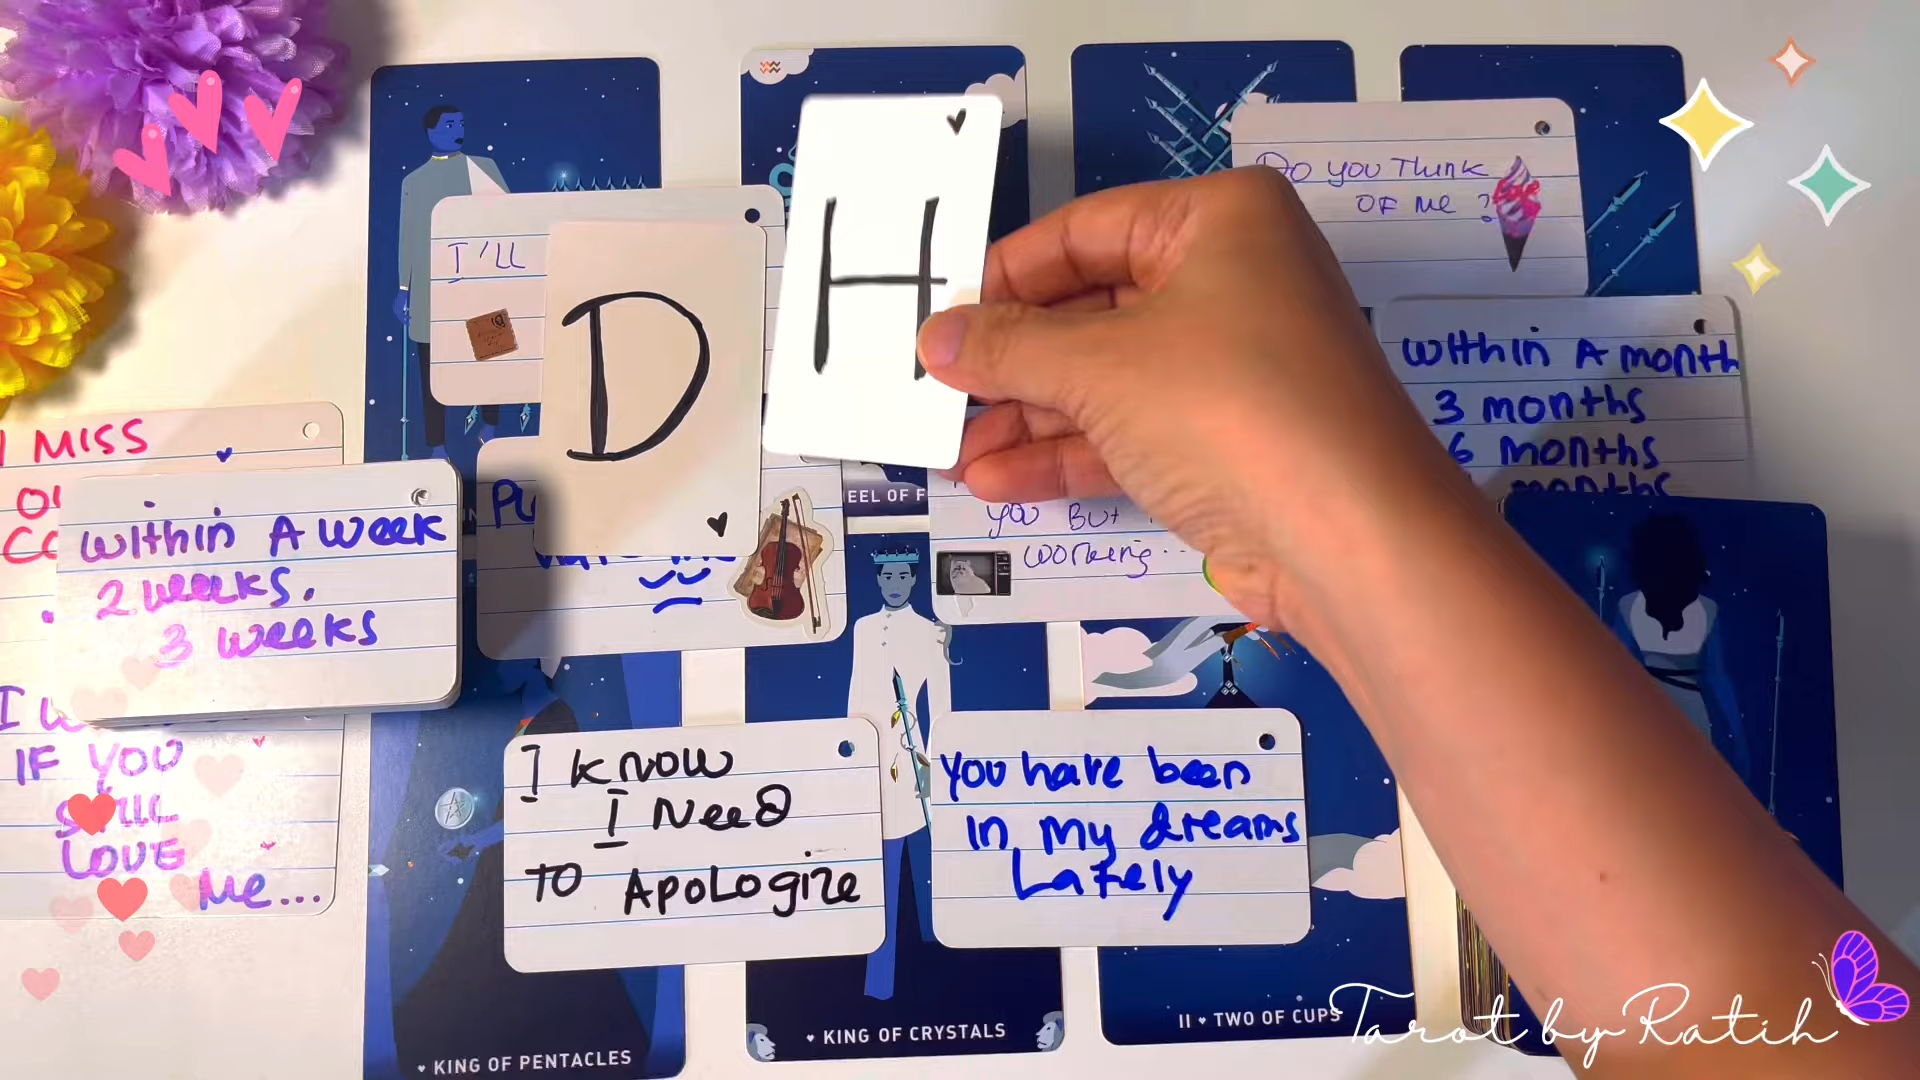 Do you Think
OF me ?
I'LL
H
D
within A month
3 months
6 months
months
I MISS
within A week
2 weeks.
3 weeks
EEL OF F
you But
working...
IF you
STILL
LOVE
Me...
I know
I Need
To Apologize
you have been
In my dreams
Lately
KING OF PENTACLES
KING OF CRYSTALS
II ♥ TWO OF CUPS
Tarot by Ratih